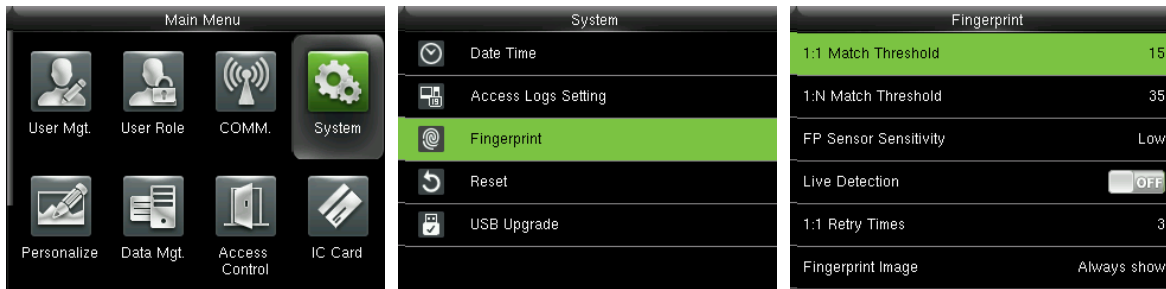 Main Menu
User Mgt.
User Role
COMM.
System
Personalize
Data Mgt.
Access
Control
IC Card
System
Date Time
Access Logs Setting
19
Fingerprint
Reset
USB Upgrade
Fingerprint
1:1 Match Threshold 15
1:N Match Threshold 35
FP Sensor Sensitivity Low
Live Detection OFF
1:1 Retry Times 3
Fingerprint Image Always show